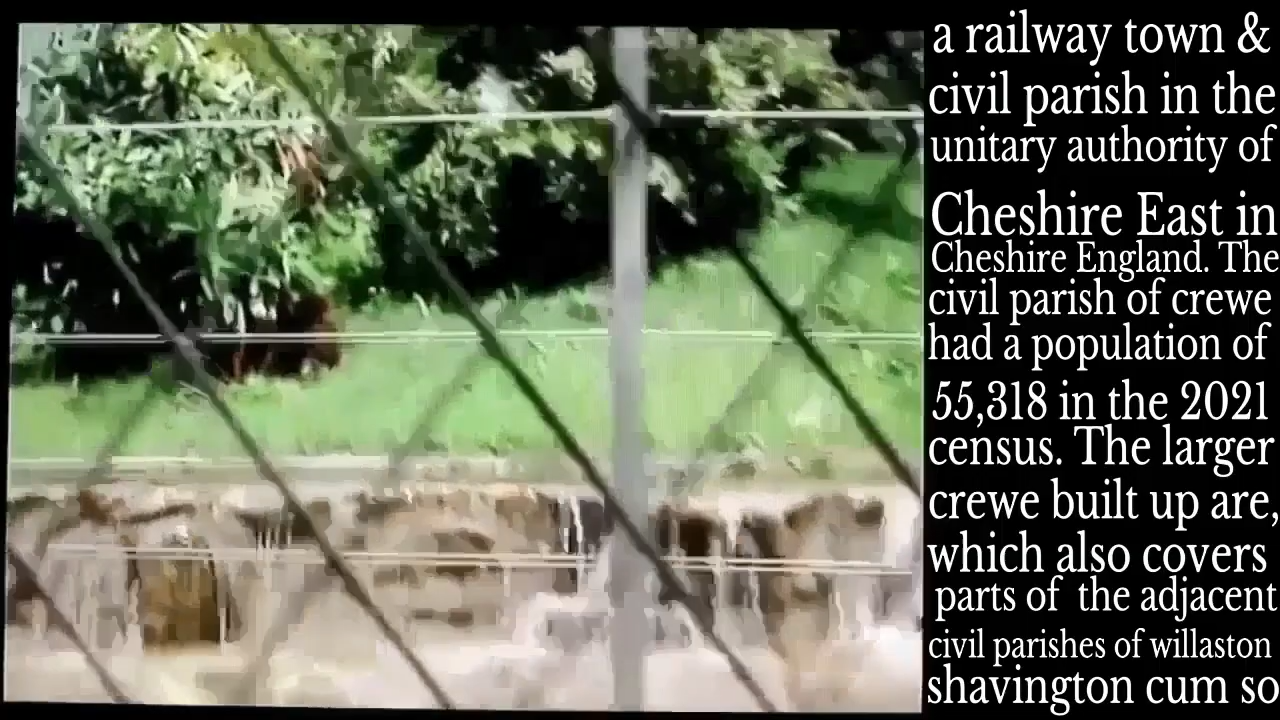 a railway town &
civil parish in the
unitary authority of
Cheshire East in
Cheshire England. The
civil parish of crewe
had a population of
55,318 in the 2021
census. The larger
crewe built up are,
which also covers
parts of the adjacent
civil parishes of willaston
shavington cum so